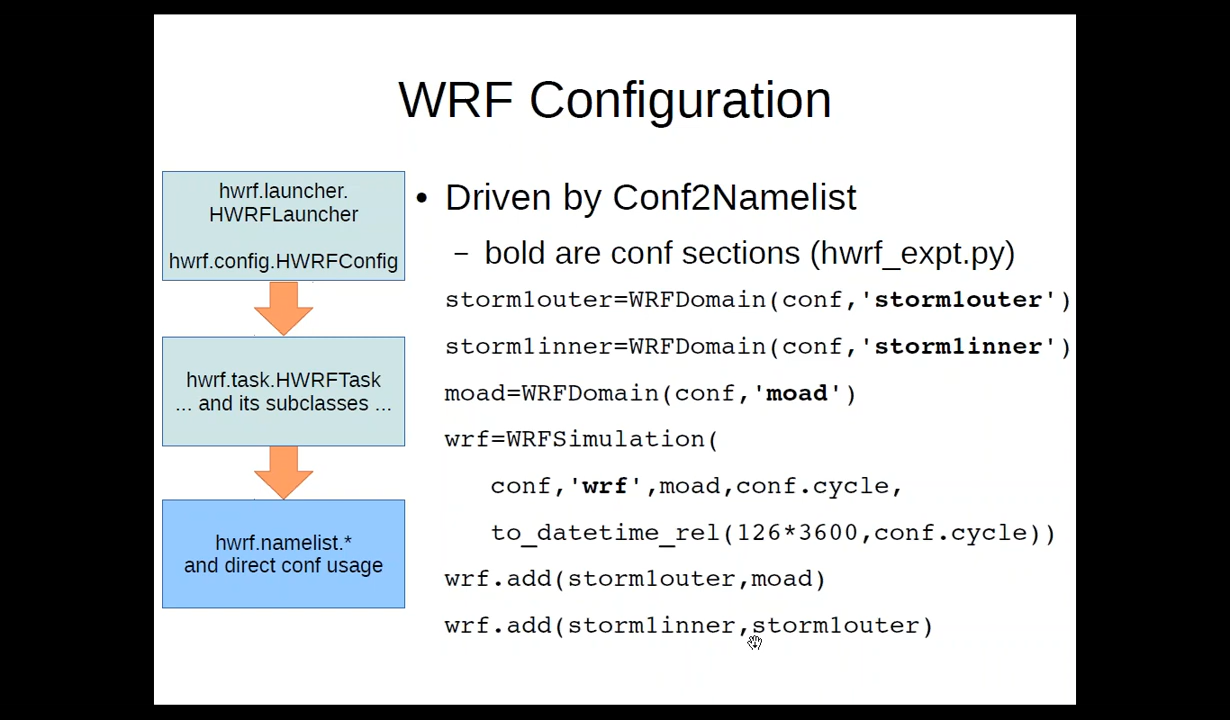 WRF Configuration
hwrf.launcher.
HWRFLauncher
hwrf.config.HWRFConfig
hwrf.task.HWRFTask
... and its subclasses ...
hwrf.namelist.*
and direct conf usage
• Driven by Conf2Namelist
– bold are conf sections (hwrf_expt.py)
storm1outer=WRFDomain(conf,'storm1outer')
storm1inner=WRFDomain(conf,'storm1inner')
moad=WRFDomain(conf,'moad')
wrf=WRFSimulation(
conf,'wrf',moad,conf.cycle,
to_datetime_rel(126*3600,conf.cycle))
wrf.add(storm1outer,moad)
wrf.add(storm1inner,storm1outer)